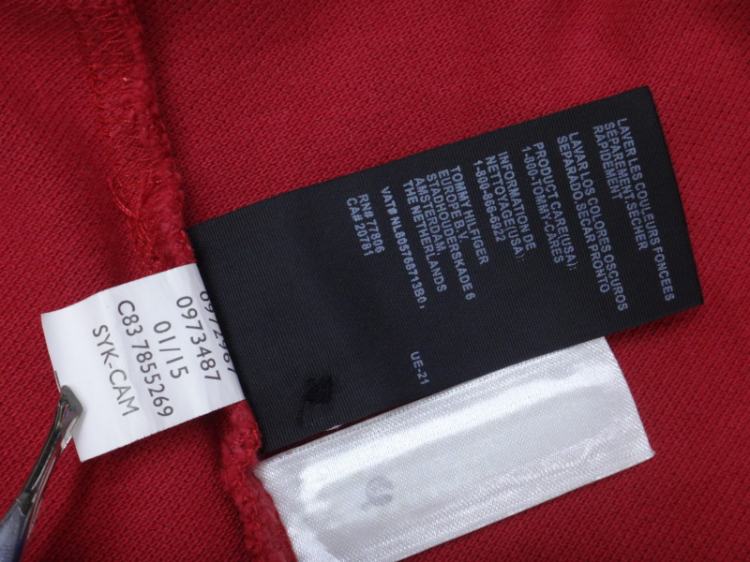 LAVER LES COULEURS FONCEES
SEPAREMENT-SECHER
RAPIDEMENT
LAVAR LOS COLORES OSCUROS
SEPARADO.SECAR PRONTO
PRODUCT CARE(USA):
1-800-TOMMY-CARES
INFORMATION DE
NETTOYAGE(USA):
1-800-866-6922
TOMMY HILFIGER
EUROPE B.V.
STADHOUDERSKADE 6
AMSTERDAM
THE NETHERLANDS
VAT# NL805768713B0,
RN# 77806
CA# 20781
UE-21
0973487
01/15
C83 7855269
SYK-CAM